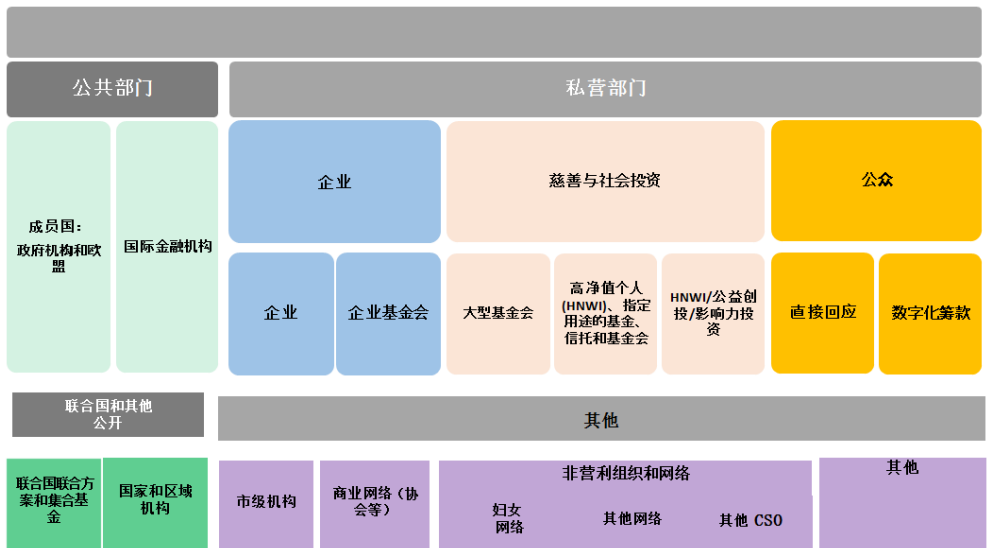 公共部门
私营部门
成员国：
政府机构和欧
盟
国际金融机构
企业
慈善与社会投资
公众
企业
企业基金会
大型基金会
高净值个人
(HNWI)、指定
用途的基金、
信托和基金会
HNWI/公益创
投/影响力投
资
直接回应
数字化筹款
联合国和其他
公开
其他
联合国联合方
案和集合基
金
国家和区域
机构
市级机构
商业网络（协
会等）
非营利组织和网络
妇女
网络
其他网络
其他 CSO
其他